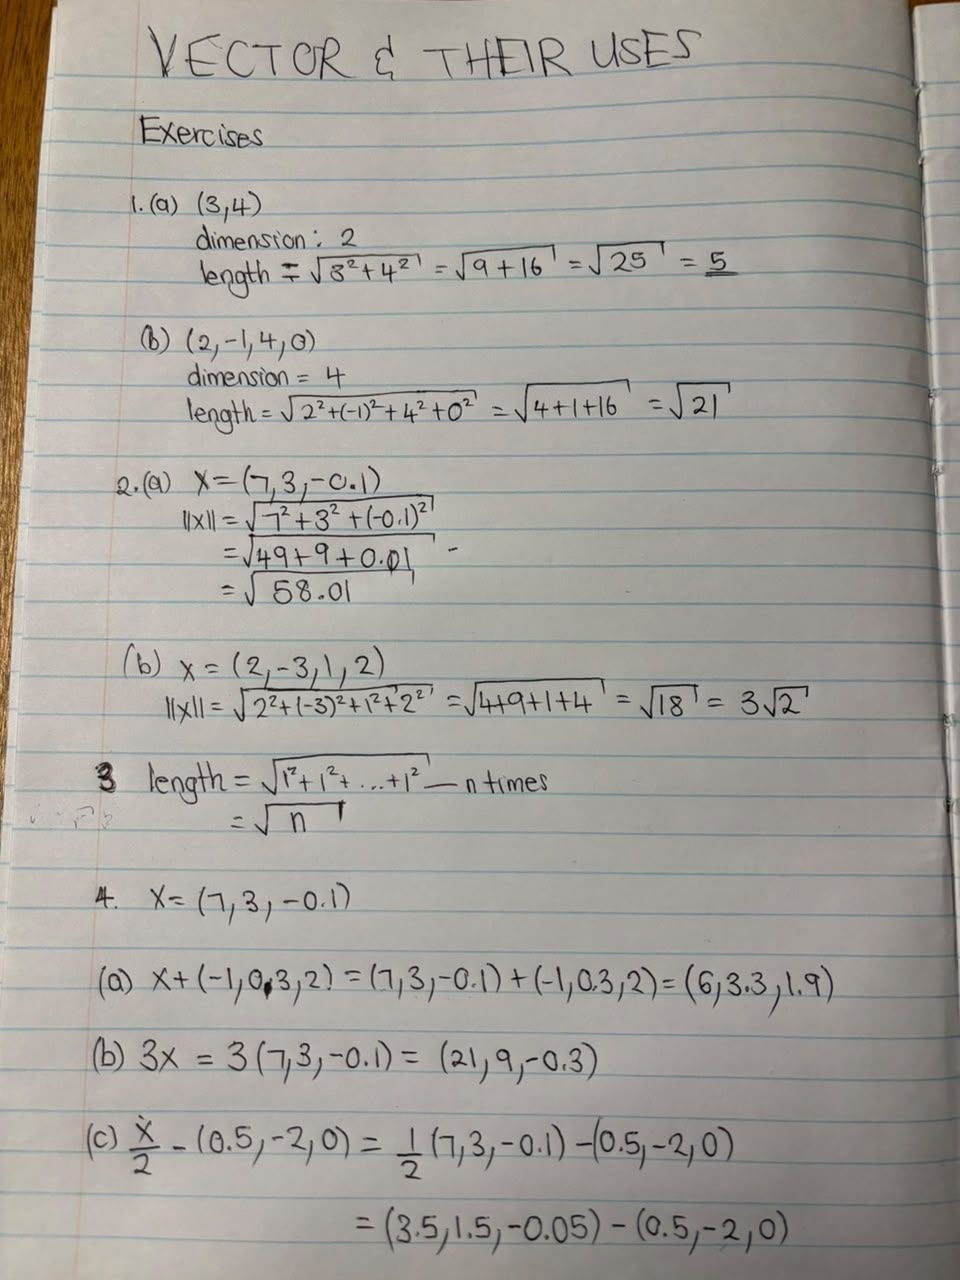 VECTOR & THEIR USES
Exercises
1. (a) (3,4)
dimension: 2
length = √(3²+4²) = √(9+16) = √25 = 5
(b) (2,-1,4,0)
dimension = 4
length = √(2²+(-1)²+4²+0²) = √(4+1+16) = √21
2. (a) x=(7,3,-0.1)
||x|| = √(7²+3²+(-0.1)²)
= √(49+9+0.01)
= √58.01
(b) x = (2,-3,1,2)
||x|| = √(2²+(-3)²+1²+2²) = √(4+9+1+4) = √18 = 3√2
3 length = √(1²+1²+...+1²) — n times
= √n
4. x= (7,3,-0.1)
(a) x+(-1,0.3,2) = (7,3,-0.1)+(-1,0.3,2)= (6,3.3,1.9)
(b) 3x = 3(7,3,-0.1)= (21,9,-0.3)
(c) x/2 - (0.5,-2,0) = 1/2 (7,3,-0.1) -(0.5,-2,0)
= (3.5,1.5,-0.05) - (0.5,-2,0)